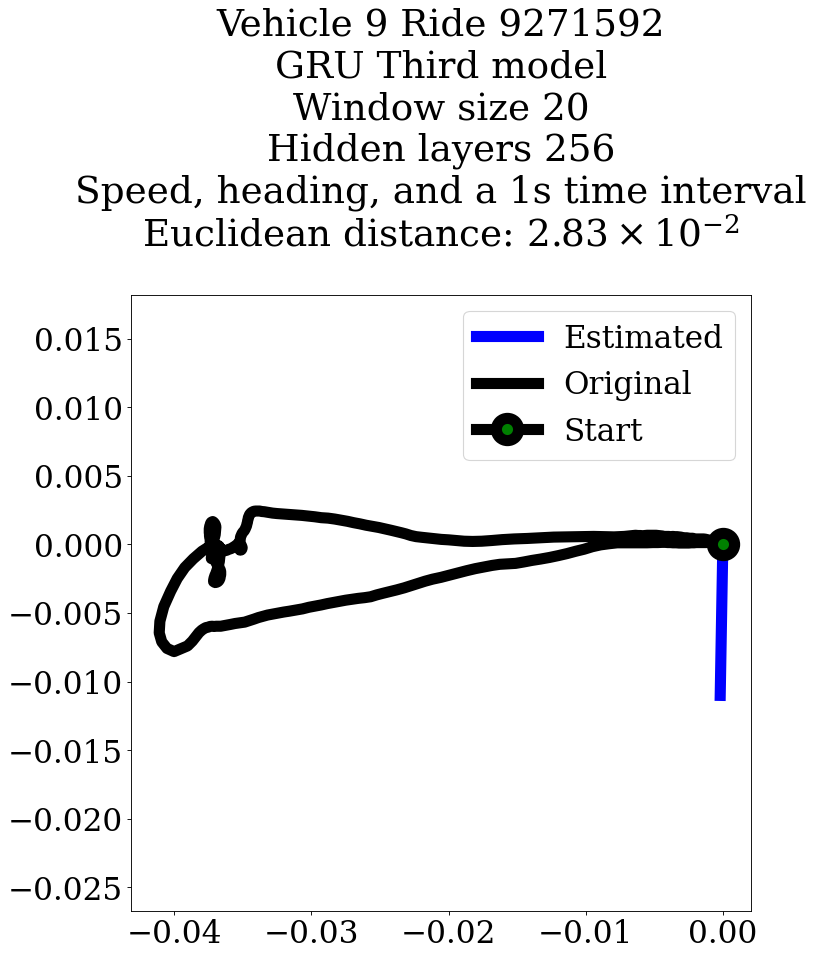 Vehicle 9 Ride 9271592
GRU Third model
Window size 20
Hidden layers 256
Speed, heading, and a 1s time interval
Euclidean distance: 2.83 × 10⁻²
Estimated
Original
Start
0.015
0.010
0.005
0.000
−0.005
−0.010
−0.015
−0.020
−0.025
−0.04 −0.03 −0.02 −0.01 0.00